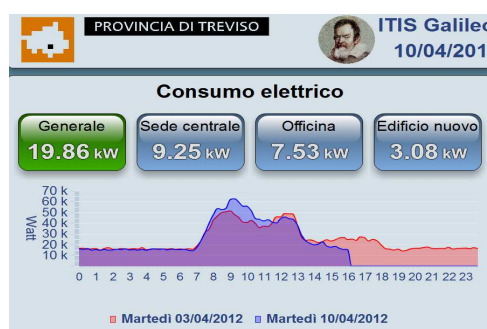 PROVINCIA DI TREVISO
ITIS Galileo
10/04/201
Consumo elettrico
Generale
19.86 kW
Sede centrale
9.25 kW
Officina
7.53 kW
Edificio nuovo
3.08 kW
70 k
60 k
50 k
40 k
30 k
20 k
10 k
Watt
0 1 2 3 4 5 6 7 8 9 10 11 12 13 14 15 16 17 18 19 20 21 22 23
Martedì 03/04/2012 Martedì 10/04/2012